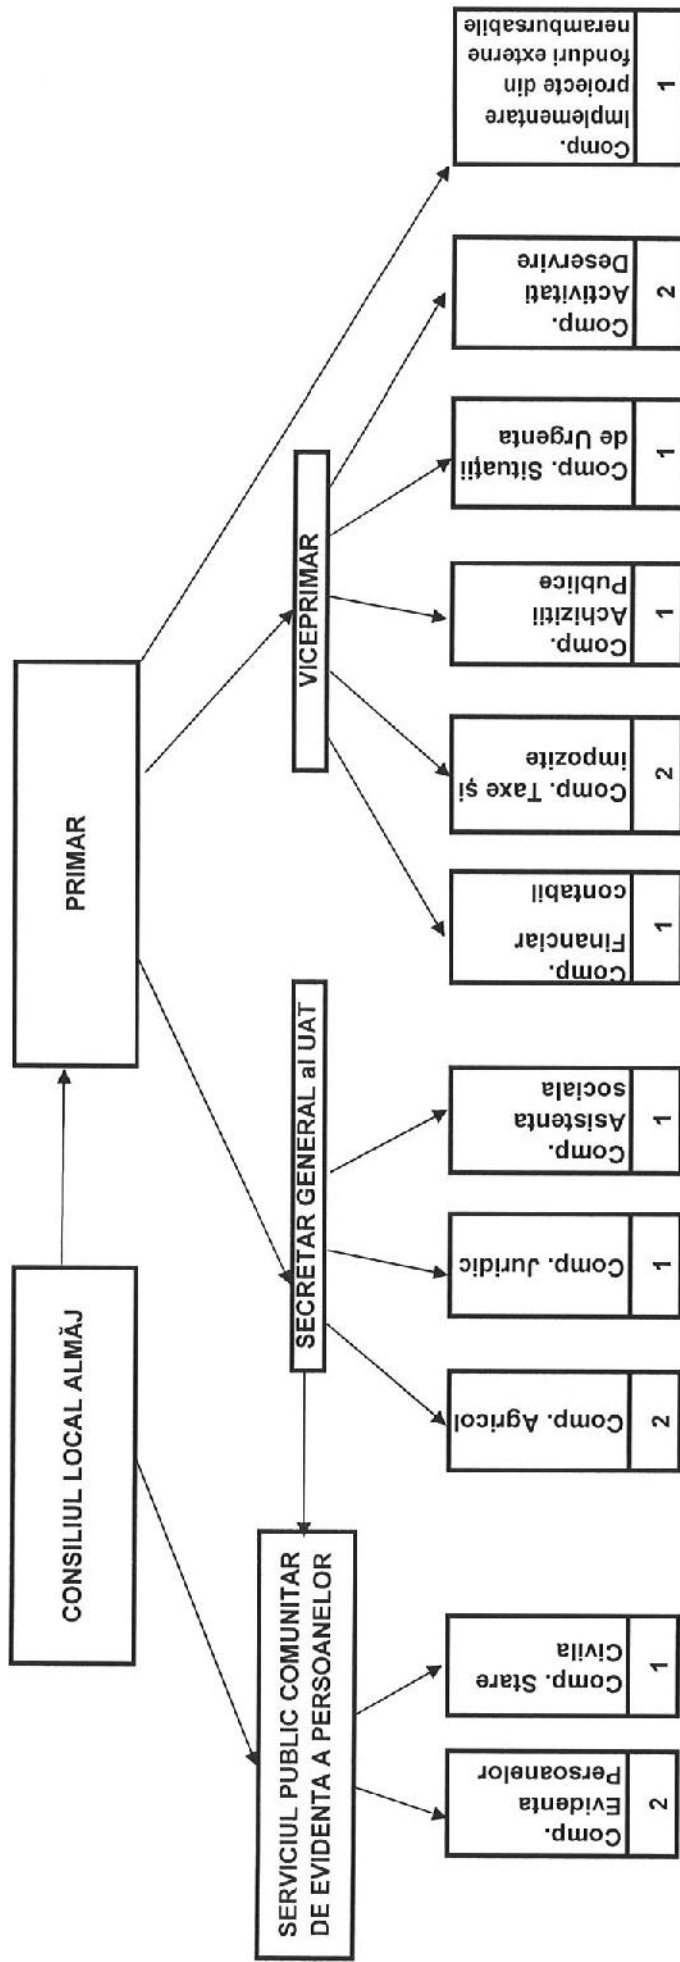 CONSILIUL LOCAL ALMĂJ
PRIMAR
SERVICIUL PUBLIC COMUNITAR
DE EVIDENTA A PERSOANELOR
SECRETAR GENERAL al UAT
VICEPRIMAR
Comp.
Evidenta
Persoanelor
2
Comp. Stare
Civila
1
Comp. Agricol
2
Comp. Juridic
1
Comp.
Asistenta
sociala
1
Comp.
Financiar
contabil
1
Comp. Taxe și
impozite
2
Comp.
Achizitii
Publice
1
Comp. Situații
de Urgenta
1
Comp.
Activitati
Deservire
2
Comp.
Implementare
proiecte din
fonduri externe
nerambursabile
1